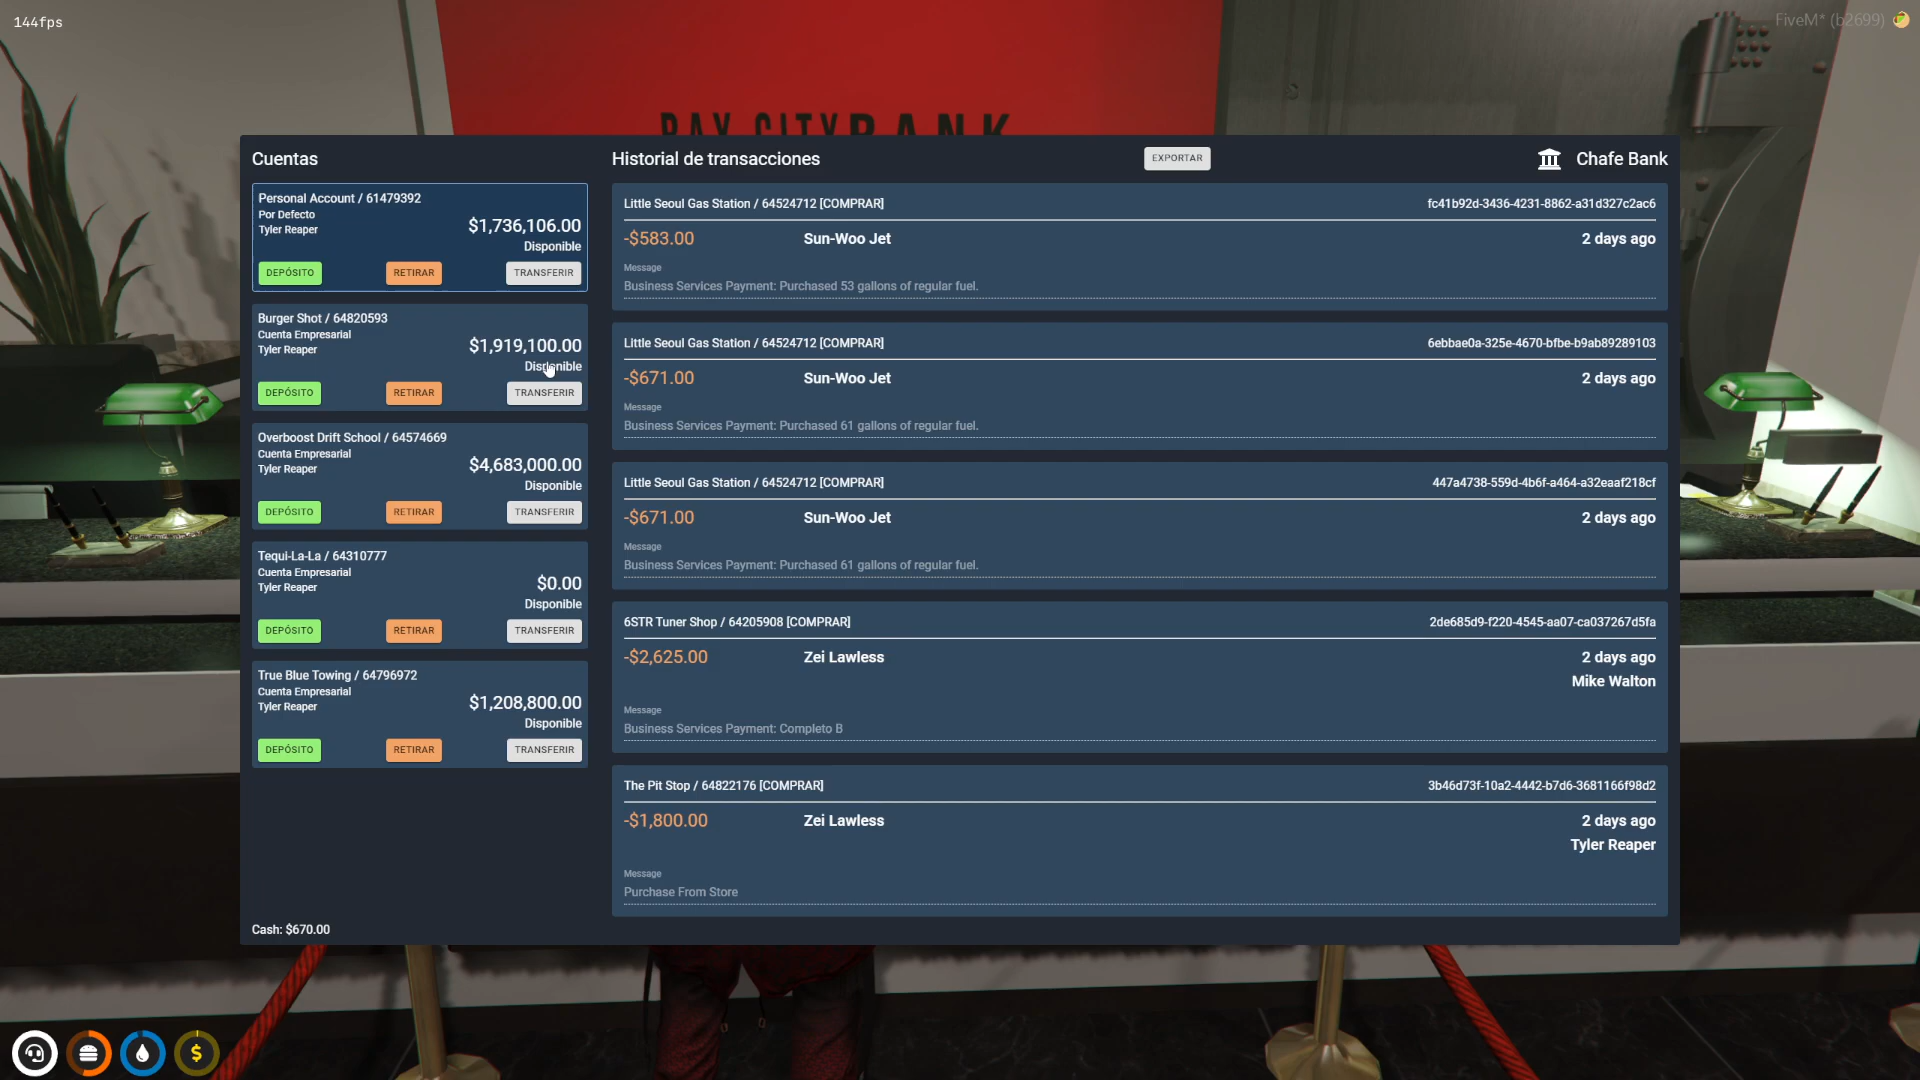 144fps
FiveM* (b2699)
BAY CITY BANK
Cuentas
Historial de transacciones
EXPORTAR
Chafe Bank
Personal Account / 61479392
Por Defecto
Tyler Reaper
$1,736,106.00
Disponible
DEPÓSITO
RETIRAR
TRANSFERIR
Burger Shot / 64820593
Cuenta Empresarial
Tyler Reaper
$1,919,100.00
Disponible
DEPÓSITO
RETIRAR
TRANSFERIR
Overboost Drift School / 64574669
Cuenta Empresarial
Tyler Reaper
$4,683,000.00
Disponible
DEPÓSITO
RETIRAR
TRANSFERIR
Tequi-La-La / 64310777
Cuenta Empresarial
Tyler Reaper
$0.00
Disponible
DEPÓSITO
RETIRAR
TRANSFERIR
True Blue Towing / 64796972
Cuenta Empresarial
Tyler Reaper
$1,208,800.00
Disponible
DEPÓSITO
RETIRAR
TRANSFERIR
Cash: $670.00
Little Seoul Gas Station / 64524712 [COMPRAR]
fc41b92d-3436-4231-8862-a31d327c2ac6
-$583.00
Sun-Woo Jet
2 days ago
Message
Business Services Payment: Purchased 53 gallons of regular fuel.
Little Seoul Gas Station / 64524712 [COMPRAR]
6ebbae0a-325e-4670-bfbe-b9ab89289103
-$671.00
Sun-Woo Jet
2 days ago
Message
Business Services Payment: Purchased 61 gallons of regular fuel.
Little Seoul Gas Station / 64524712 [COMPRAR]
447a4738-559d-4b6f-a464-a32eaaf218cf
-$671.00
Sun-Woo Jet
2 days ago
Message
Business Services Payment: Purchased 61 gallons of regular fuel.
6STR Tuner Shop / 64205908 [COMPRAR]
2de685d9-f220-4545-aa07-ca037267d5fa
-$2,625.00
Zei Lawless
2 days ago
Mike Walton
Message
Business Services Payment: Completo B
The Pit Stop / 64822176 [COMPRAR]
3b46d73f-10a2-4442-b7d6-3681166f98d2
-$1,800.00
Zei Lawless
2 days ago
Tyler Reaper
Message
Purchase From Store